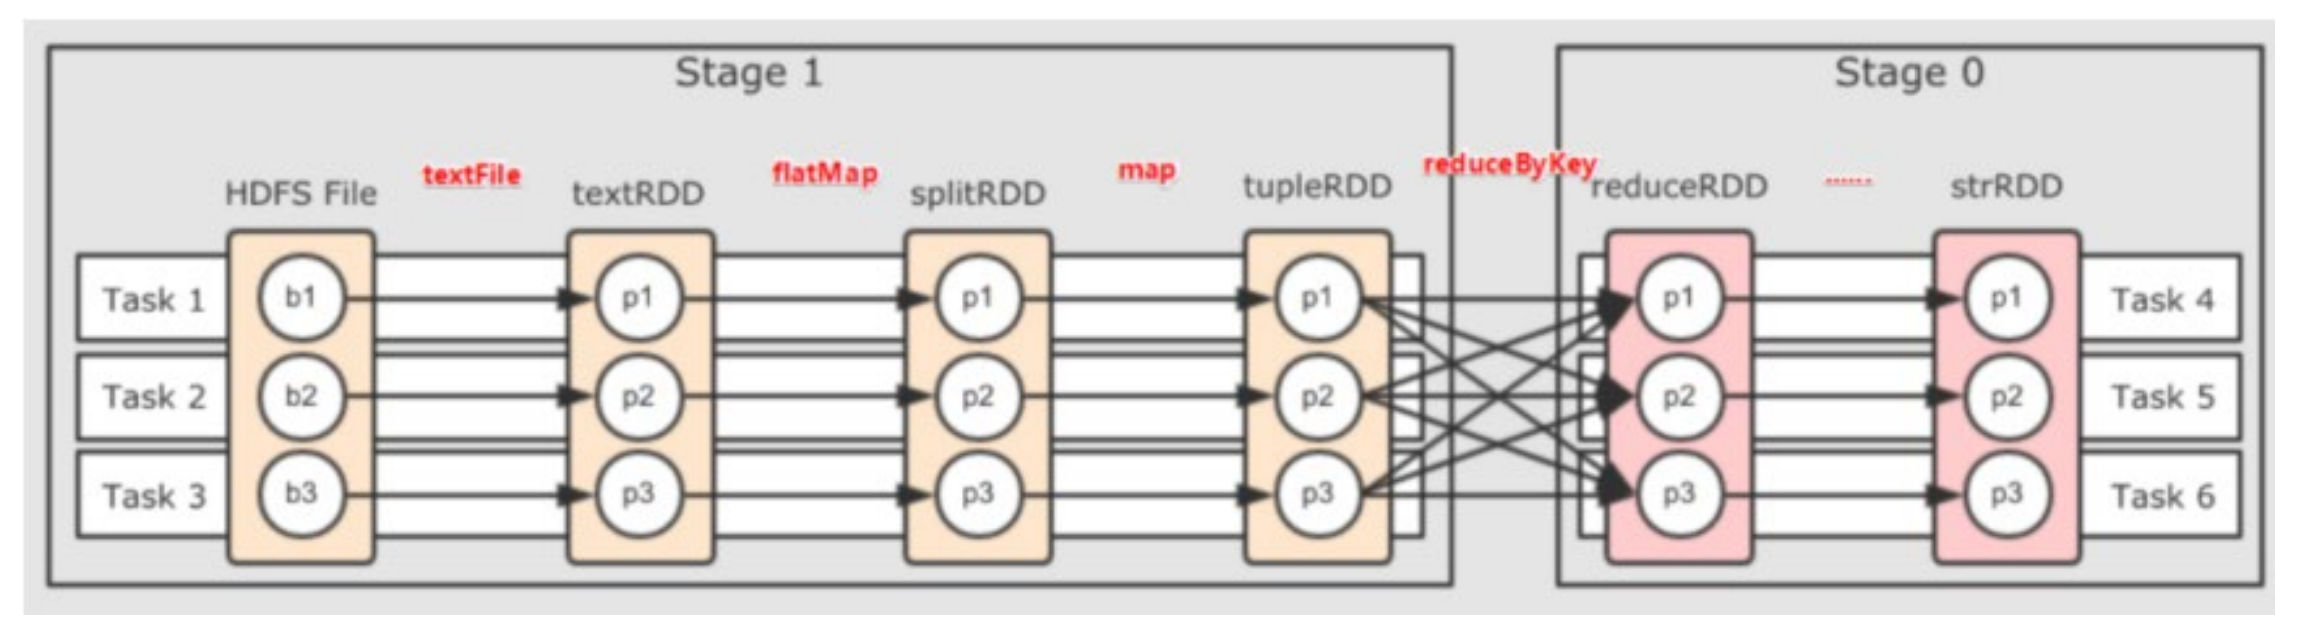 Stage 1
Stage 0
HDFS File
textFile
textRDD
flatMap
splitRDD
map
tupleRDD
reduceByKey
reduceRDD
......
strRDD
Task 1
b1
p1
p1
p1
p1
p1
Task 4
Task 2
b2
p2
p2
p2
p2
p2
Task 5
Task 3
b3
p3
p3
p3
p3
p3
Task 6